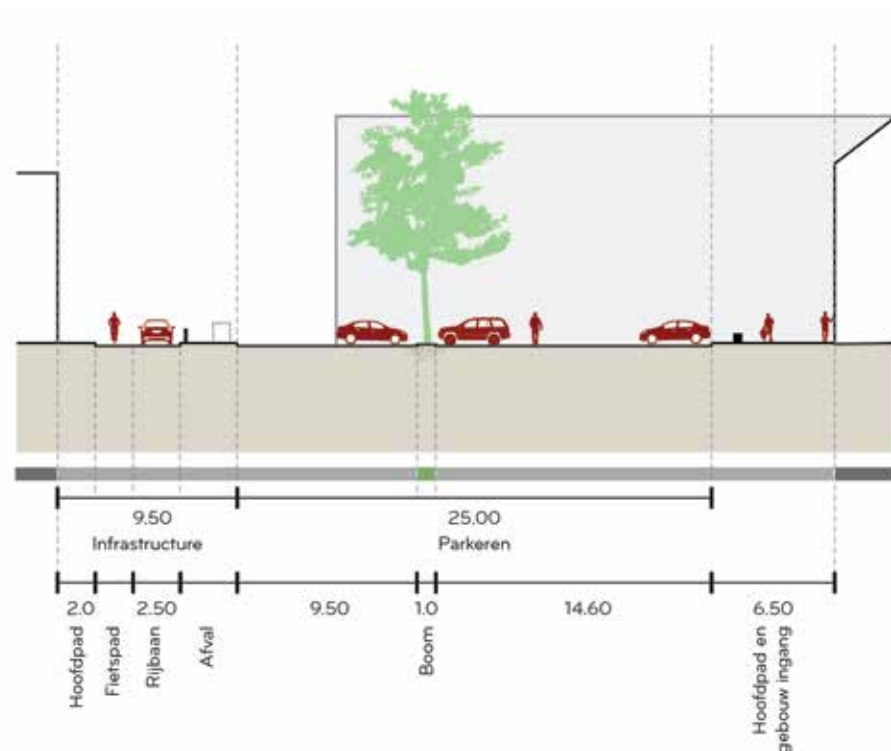 9.50 25.00
Infrastructure Parkeren
2.0 2.50 9.50 1.0 14.60 6.50
Hoofdpad
Fietspad
Rijbaan
Afval
Boom
Hoofdpad en
gebouw ingang